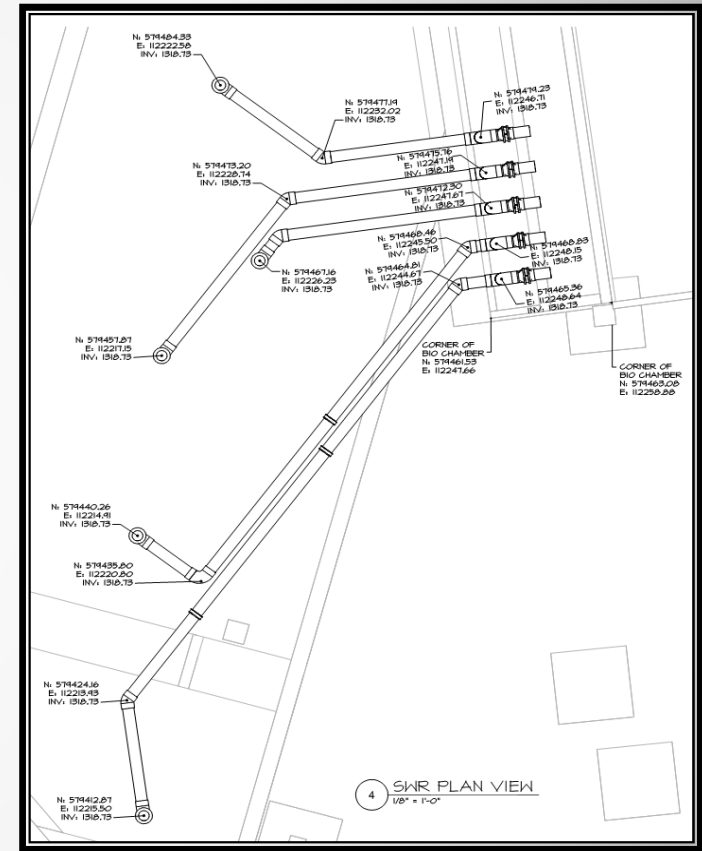 N: 579484.33
E: 112222.58
INV: 1318.73
N: 579477.19
E: 112232.02
INV: 1318.73
N: 579479.23
E: 112246.71
INV: 1318.73
N: 579473.20
E: 112228.74
INV: 1318.73
N: 579475.76
E: 112247.19
INV: 1318.73
N: 579472.30
E: 112247.67
INV: 1318.73
N: 579467.16
E: 112226.23
INV: 1318.73
N: 579468.46
E: 112245.50
INV: 1318.73
N: 579468.83
E: 112248.15
INV: 1318.73
N: 579464.81
E: 112244.67
INV: 1318.73
N: 579465.36
E: 112248.64
INV: 1318.73
N: 579457.87
E: 112217.15
INV: 1318.73
CORNER OF
BIO CHAMBER
N: 579461.53
E: 112247.66
CORNER OF
BIO CHAMBER
N: 579463.08
E: 112258.88
N: 579440.26
E: 112214.91
INV: 1318.73
N: 579435.80
E: 112220.80
INV: 1318.73
N: 579424.16
E: 112213.93
INV: 1318.73
N: 579412.87
E: 112215.50
INV: 1318.73
4
SWR PLAN VIEW
1/8" = 1'-0"